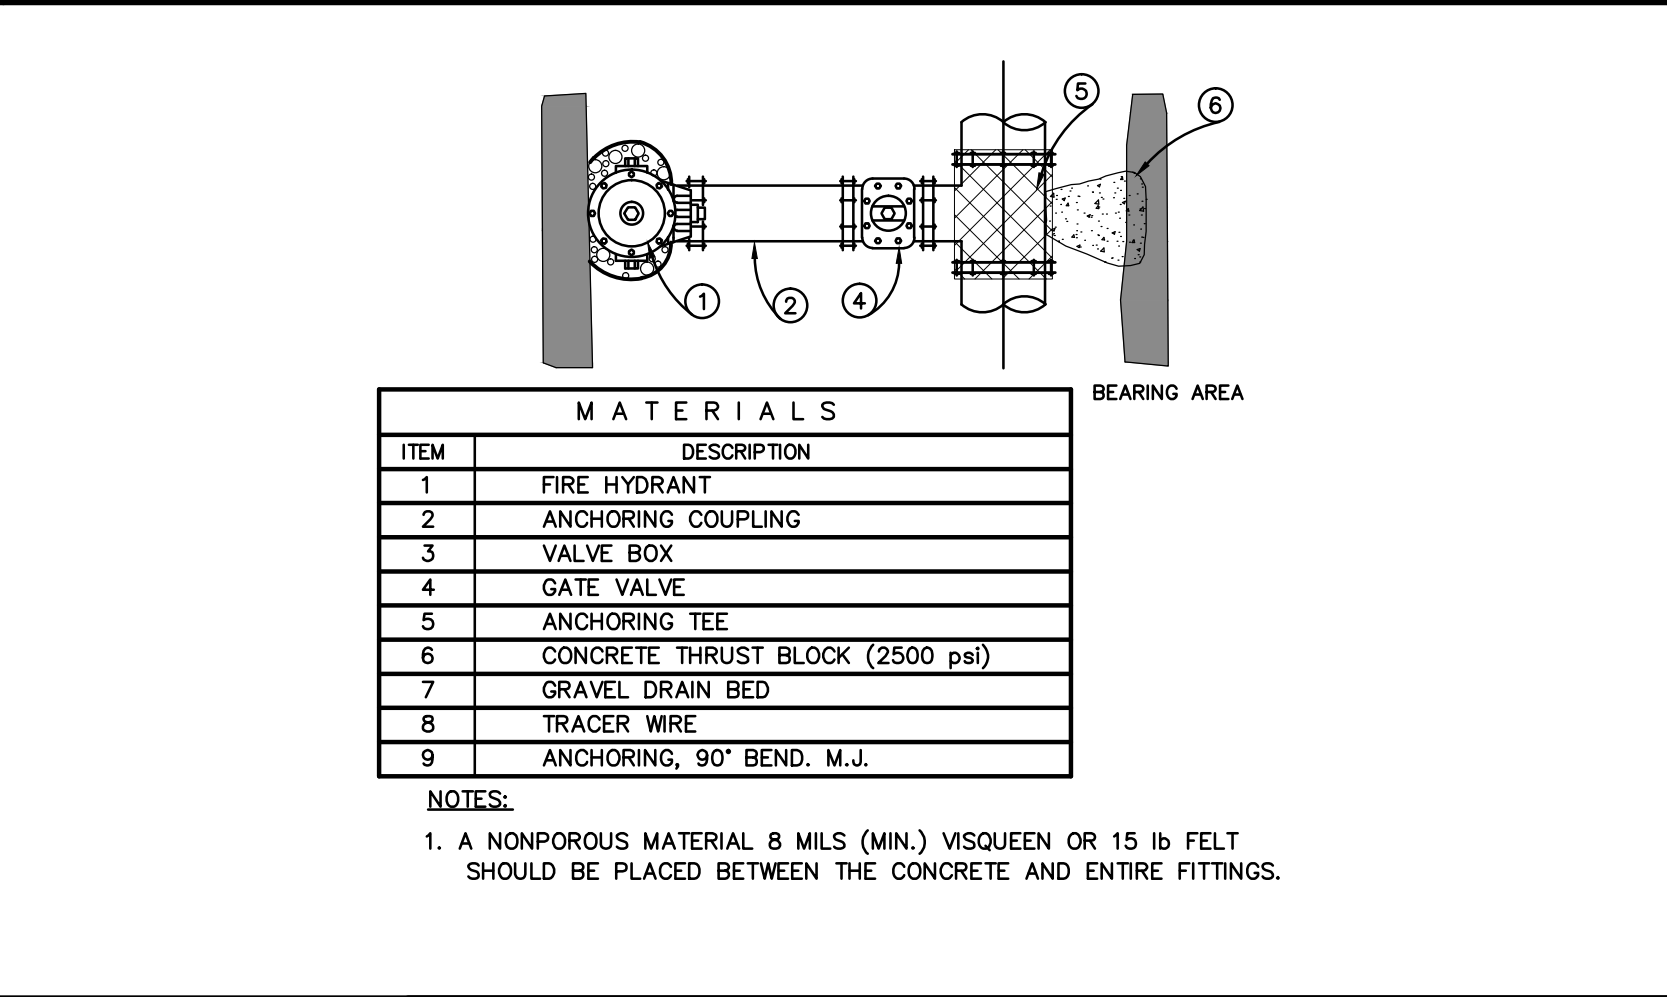 5
6
1
2
4
BEARING AREA
MATERIALS
ITEM DESCRIPTION
1 FIRE HYDRANT
2 ANCHORING COUPLING
3 VALVE BOX
4 GATE VALVE
5 ANCHORING TEE
6 CONCRETE THRUST BLOCK (2500 psi)
7 GRAVEL DRAIN BED
8 TRACER WIRE
9 ANCHORING, 90° BEND. M.J.
NOTES:
1. A NONPOROUS MATERIAL 8 MILS (MIN.) VISQUEEN OR 15 lb FELT
SHOULD BE PLACED BETWEEN THE CONCRETE AND ENTIRE FITTINGS.